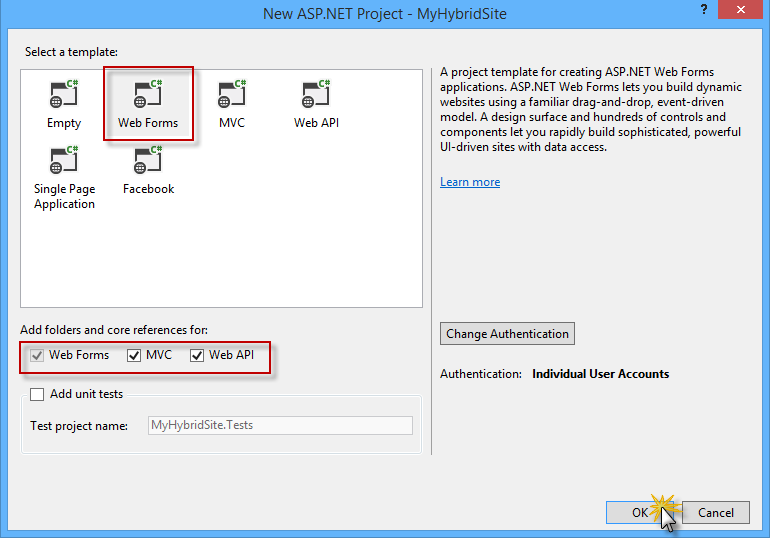 New ASP.NET Project - MyHybridSite
? ×
Select a template:
C# C# C# C#
Empty Web Forms MVC Web API
C# C#
Single Page Facebook
Application
A project template for creating ASP.NET Web Forms
applications. ASP.NET Web Forms lets you build dynamic
websites using a familiar drag-and-drop, event-driven
model. A design surface and hundreds of controls and
components let you rapidly build sophisticated, powerful
UI-driven sites with data access.
Learn more
Add folders and core references for:
Web Forms MVC Web API
Add unit tests
Test project name: MyHybridSite.Tests
Change Authentication
Authentication: Individual User Accounts
OK Cancel